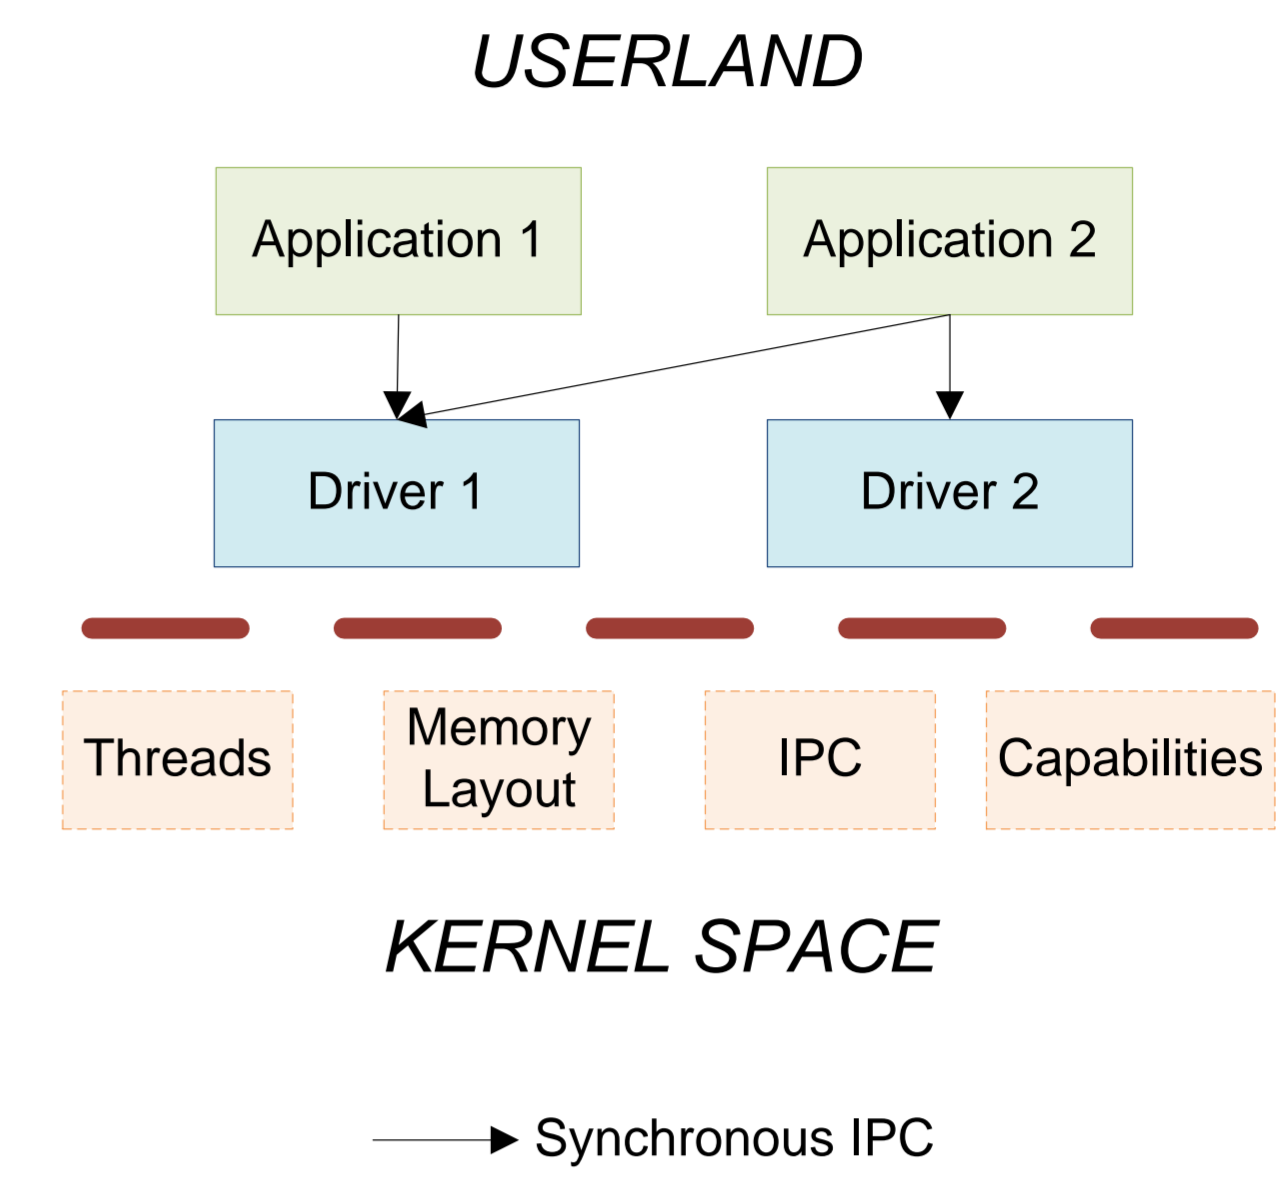 USERLAND
Application 1
Application 2
Driver 1
Driver 2
Threads
Memory
Layout
IPC
Capabilities
KERNEL SPACE
Synchronous IPC